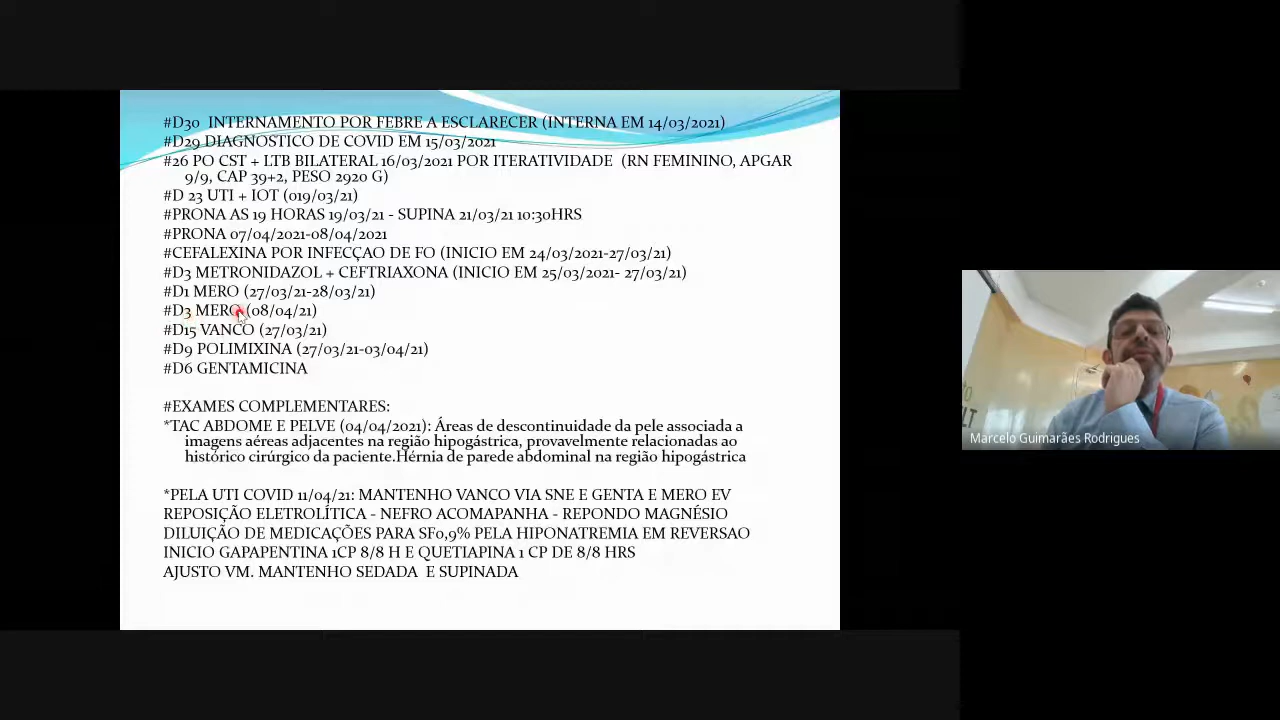 #D30 INTERNAMENTO POR FEBRE A ESCLARECER (INTERNA EM 14/03/2021)
#D29 DIAGNOSTICO DE COVID EM 15/03/2021
#26 PO CST + LTB BILATERAL 16/03/2021 POR ITERATIVIDADE (RN FEMININO, APGAR
9/9, CAP 39+2, PESO 2920 G)
#D 23 UTI + IOT (019/03/21)
#PRONA AS 19 HORAS 19/03/21 - SUPINA 21/03/21 10:30HRS
#PRONA 07/04/2021-08/04/2021
#CEFALEXINA POR INFECÇAO DE FO (INICIO EM 24/03/2021-27/03/21)
#D3 METRONIDAZOL + CEFTRIAXONA (INICIO EM 25/03/2021- 27/03/21)
#D1 MERO (27/03/21-28/03/21)
#D3 MERO (08/04/21)
#D15 VANCO (27/03/21)
#D9 POLIMIXINA (27/03/21-03/04/21)
#D6 GENTAMICINA
#EXAMES COMPLEMENTARES:
*TAC ABDOME E PELVE (04/04/2021): Áreas de descontinuidade da pele associada a
imagens aéreas adjacentes na região hipogástrica, provavelmente relacionadas ao
histórico cirúrgico da paciente.Hérnia de parede abdominal na região hipogástrica
*PELA UTI COVID 11/04/21: MANTENHO VANCO VIA SNE E GENTA E MERO EV
REPOSIÇÃO ELETROLÍTICA - NEFRO ACOMAPANHA - REPONDO MAGNÉSIO
DILUIÇÃO DE MEDICAÇÕES PARA SF0,9% PELA HIPONATREMIA EM REVERSAO
INICIO GAPAPENTINA 1CP 8/8 H E QUETIAPINA 1 CP DE 8/8 HRS
AJUSTO VM. MANTENHO SEDADA E SUPINADA
Marcelo Guimarães Rodrigues